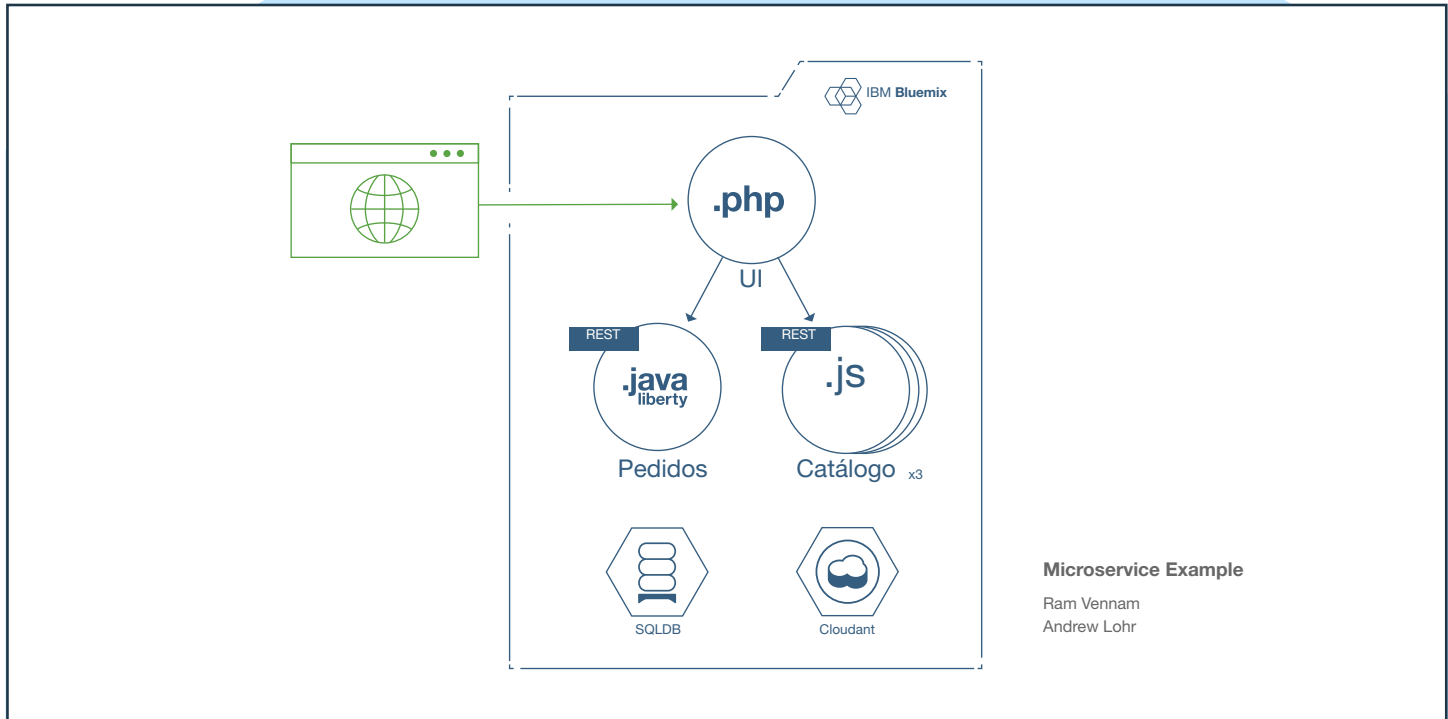 IBM Bluemix
.php
UI
REST
REST
.java
liberty
.js
Pedidos
Catálogo x3
SQLDB
Cloudant
Microservice Example
Ram Vennam
Andrew Lohr